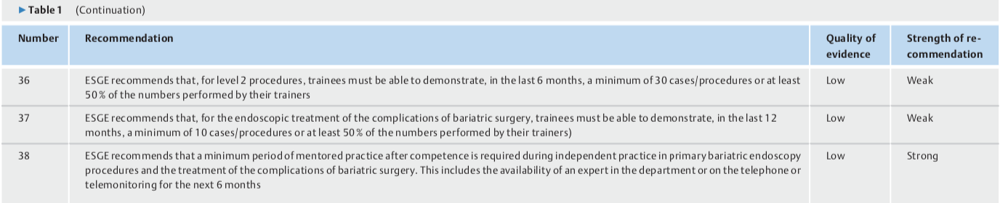 ▶ Table 1 (Continuation)
Number Recommendation Quality of evidence Strength of re-commendation
36 ESGE recommends that, for level 2 procedures, trainees must be able to demonstrate, in the last 6 months, a minimum of 30 cases/procedures or at least Low Weak
50% of the numbers performed by their trainers
37 ESGE recommends that, for the endoscopic treatment of the complications of bariatric surgery, trainees must be able to demonstrate, in the last 12 Low Weak
months, a minimum of 10 cases/procedures or at least 50% of the numbers performed by their trainers)
38 ESGE recommends that a minimum period of mentored practice after competence is required during independent practice in primary bariatric endoscopy Low Strong
procedures and the treatment of the complications of bariatric surgery. This includes the availability of an expert in the department or on the telephone or
telemonitoring for the next 6 months